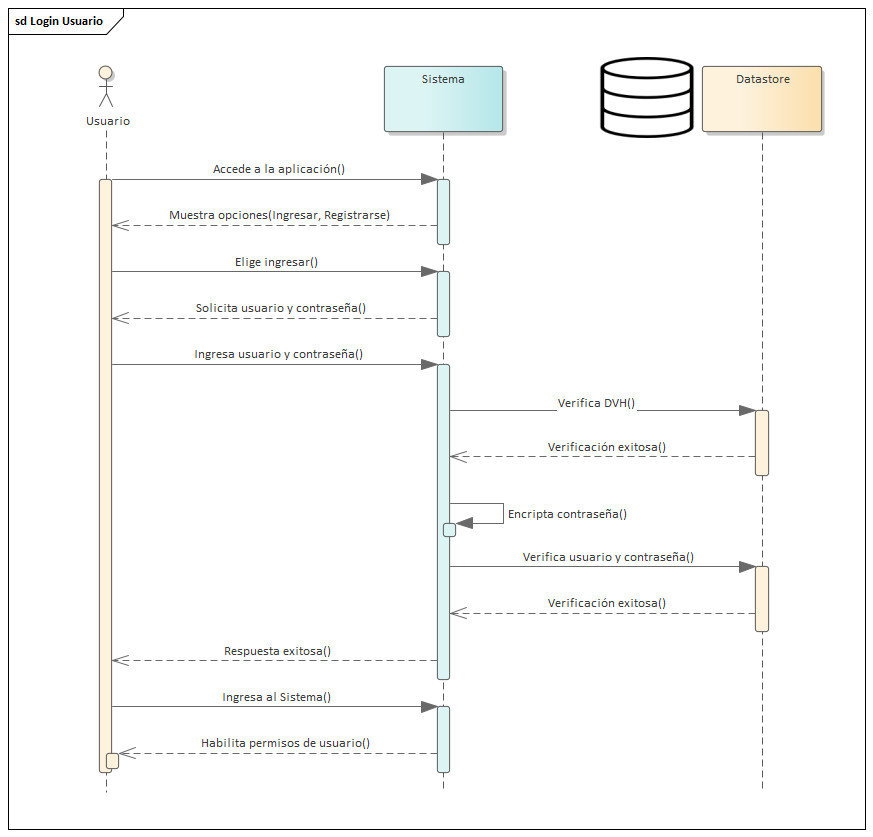 sd Login Usuario
Usuario
Sistema
Datastore
Accede a la aplicación()
Muestra opciones(Ingresar, Registrarse)
Elige ingresar()
Solicita usuario y contraseña()
Ingresa usuario y contraseña()
Verifica DVH()
Verificación exitosa()
Encripta contraseña()
Verifica usuario y contraseña()
Verificación exitosa()
Respuesta exitosa()
Ingresa al Sistema()
Habilita permisos de usuario()